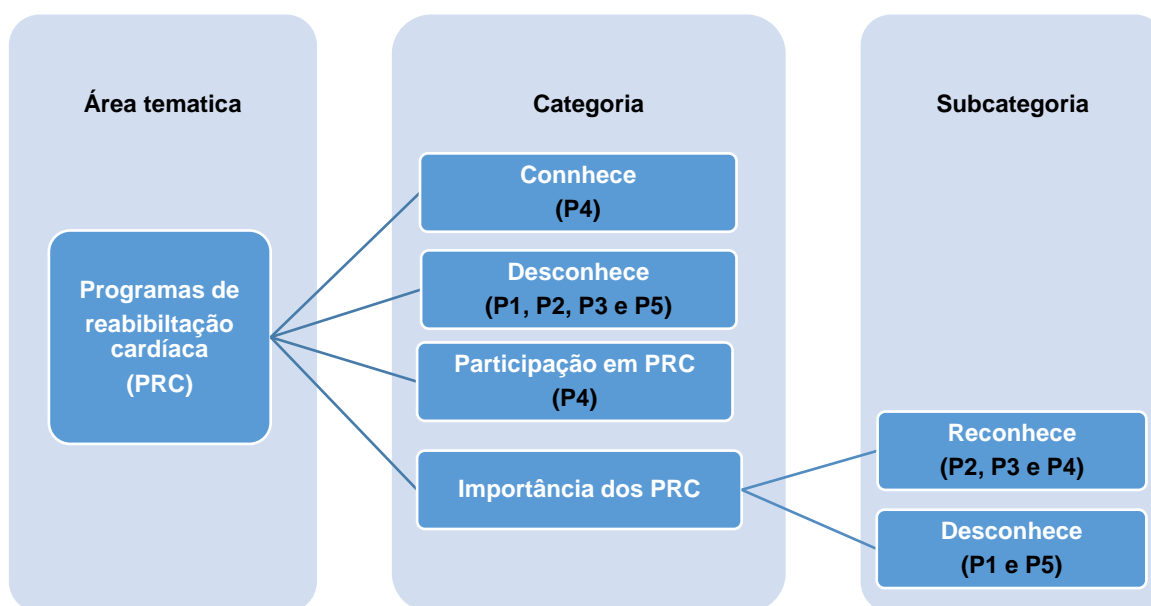 Área tematica
Categoria
Subcategoria
Programas de
reabibiltação
cardíaca
(PRC)
Connhece
(P4)
Desconhece
(P1, P2, P3 e P5)
Participação em PRC
(P4)
Importância dos PRC
Reconhece
(P2, P3 e P4)
Desconhece
(P1 e P5)